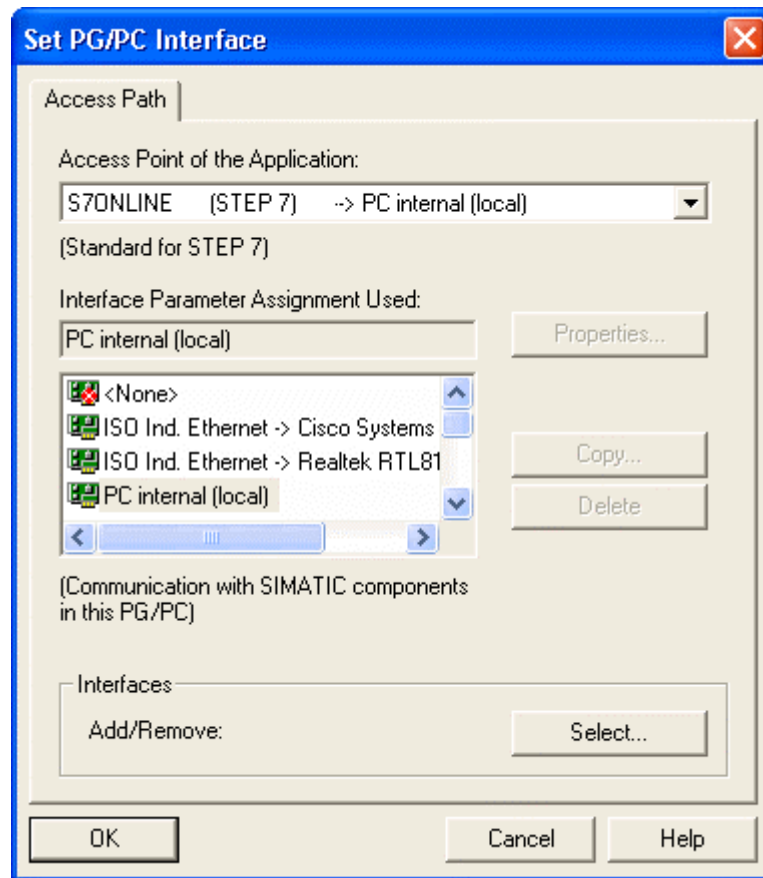 Set PG/PC Interface
Access Path
Access Point of the Application:
S7ONLINE (STEP 7) --> PC internal (local)
(Standard for STEP 7)
Interface Parameter Assignment Used:
PC internal (local)
Properties...
<None>
ISO Ind. Ethernet -> Cisco Systems
ISO Ind. Ethernet -> Realtek RTL81
PC internal (local)
Copy...
Delete
(Communication with SIMATIC components
in this PG/PC)
Interfaces
Add/Remove:
Select...
OK
Cancel
Help